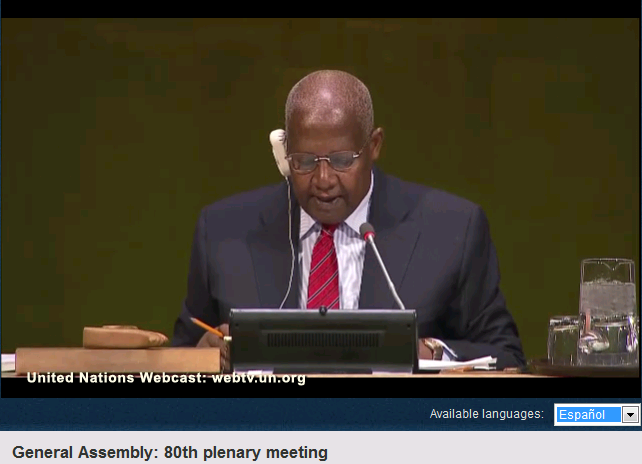 United Nations Webcast: webtv.un.org
Available languages: Español
General Assembly: 80th plenary meeting